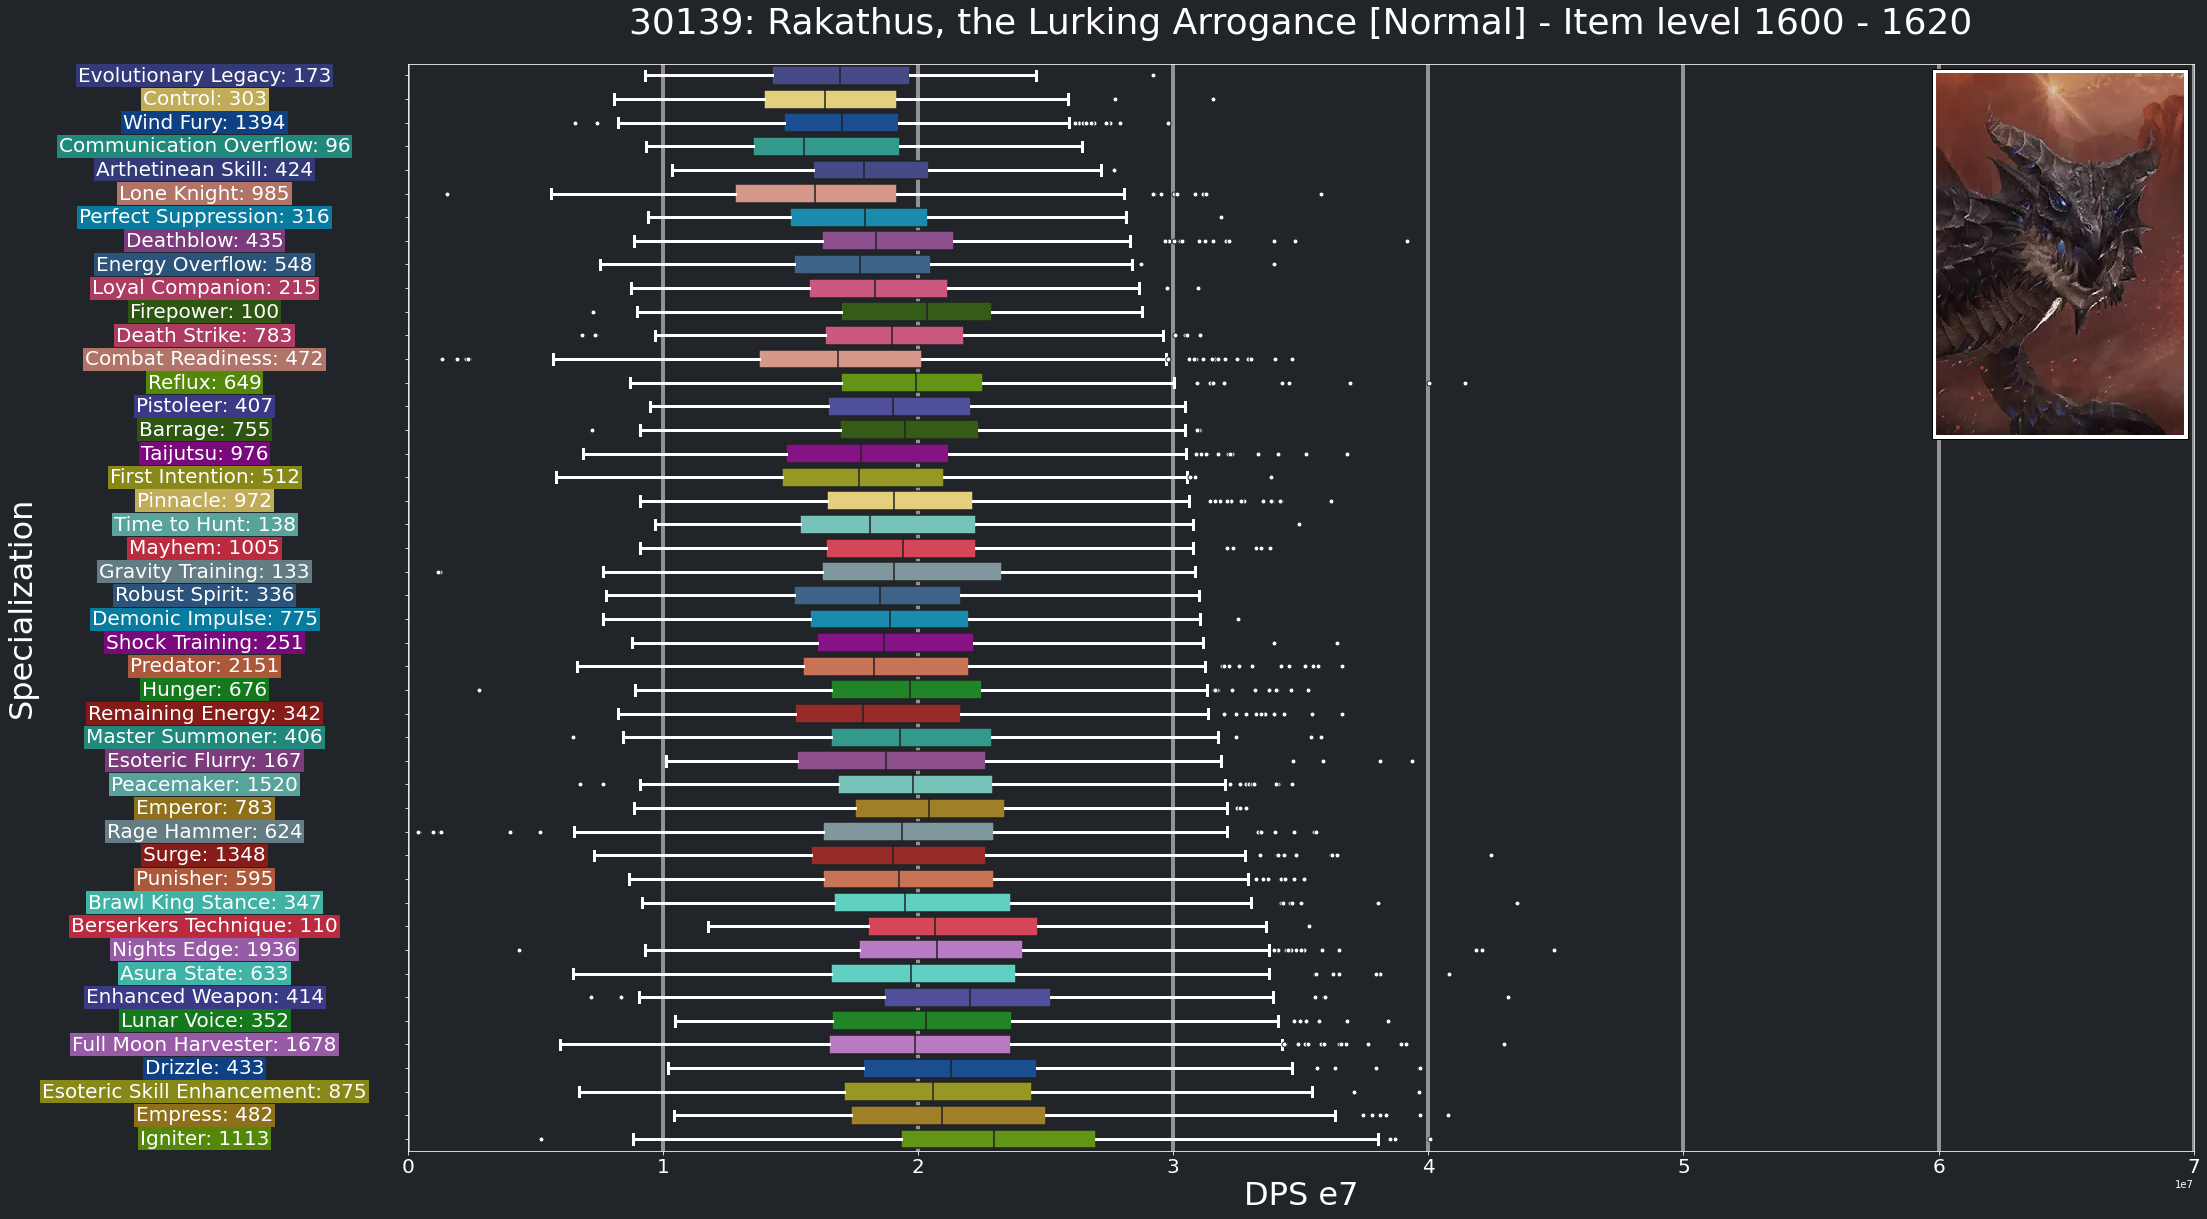 30139: Rakathus, the Lurking Arrogance [Normal] - Item level 1600 - 1620
Specialization
Evolutionary Legacy: 173
Control: 303
Wind Fury: 1394
Communication Overflow: 96
Arthetinean Skill: 424
Lone Knight: 985
Perfect Suppression: 316
Deathblow: 435
Energy Overflow: 548
Loyal Companion: 215
Firepower: 100
Death Strike: 783
Combat Readiness: 472
Reflux: 649
Pistoleer: 407
Barrage: 755
Taijutsu: 976
First Intention: 512
Pinnacle: 972
Time to Hunt: 138
Mayhem: 1005
Gravity Training: 133
Robust Spirit: 336
Demonic Impulse: 775
Shock Training: 251
Predator: 2151
Hunger: 676
Remaining Energy: 342
Master Summoner: 406
Esoteric Flurry: 167
Peacemaker: 1520
Emperor: 783
Rage Hammer: 624
Surge: 1348
Punisher: 595
Brawl King Stance: 347
Berserkers Technique: 110
Nights Edge: 1936
Asura State: 633
Enhanced Weapon: 414
Lunar Voice: 352
Full Moon Harvester: 1678
Drizzle: 433
Esoteric Skill Enhancement: 875
Empress: 482
Igniter: 1113
0 1 2 3 4 5 6 7
1e7
DPS e7